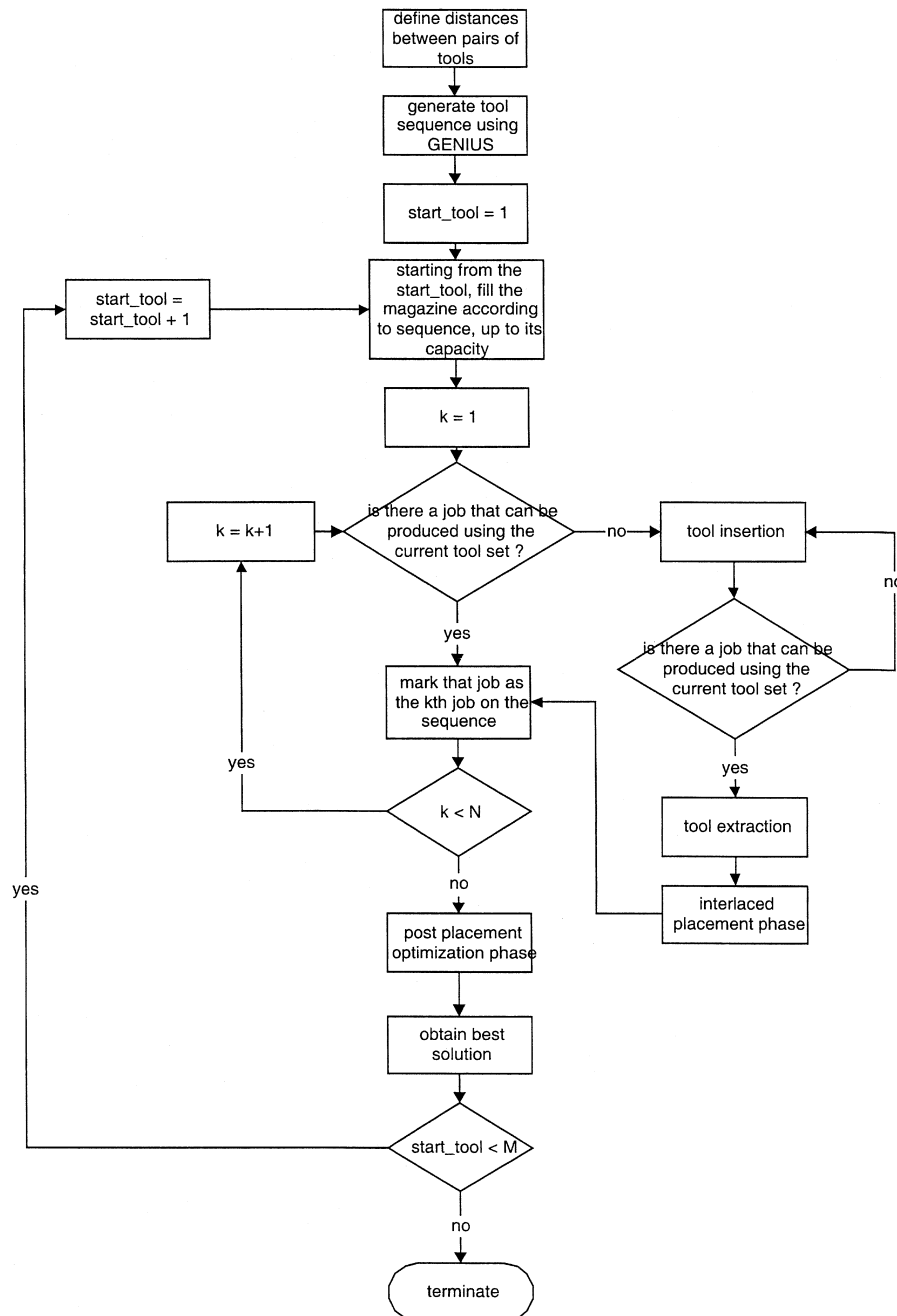 define distances
between pairs of
tools
generate tool
sequence using
GENIUS
start_tool = 1
starting from the
start_tool, fill the
magazine according
to sequence, up to its
capacity
start_tool =
start_tool + 1
k = 1
is there a job that can be
produced using the
current tool set ?
k = k+1
no
tool insertion
no
yes
is there a job that can be
produced using the
current tool set ?
mark that job as
the kth job on the
sequence
yes
yes
k < N
tool extraction
no
interlaced
placement phase
yes
post placement
optimization phase
obtain best
solution
start_tool < M
no
terminate